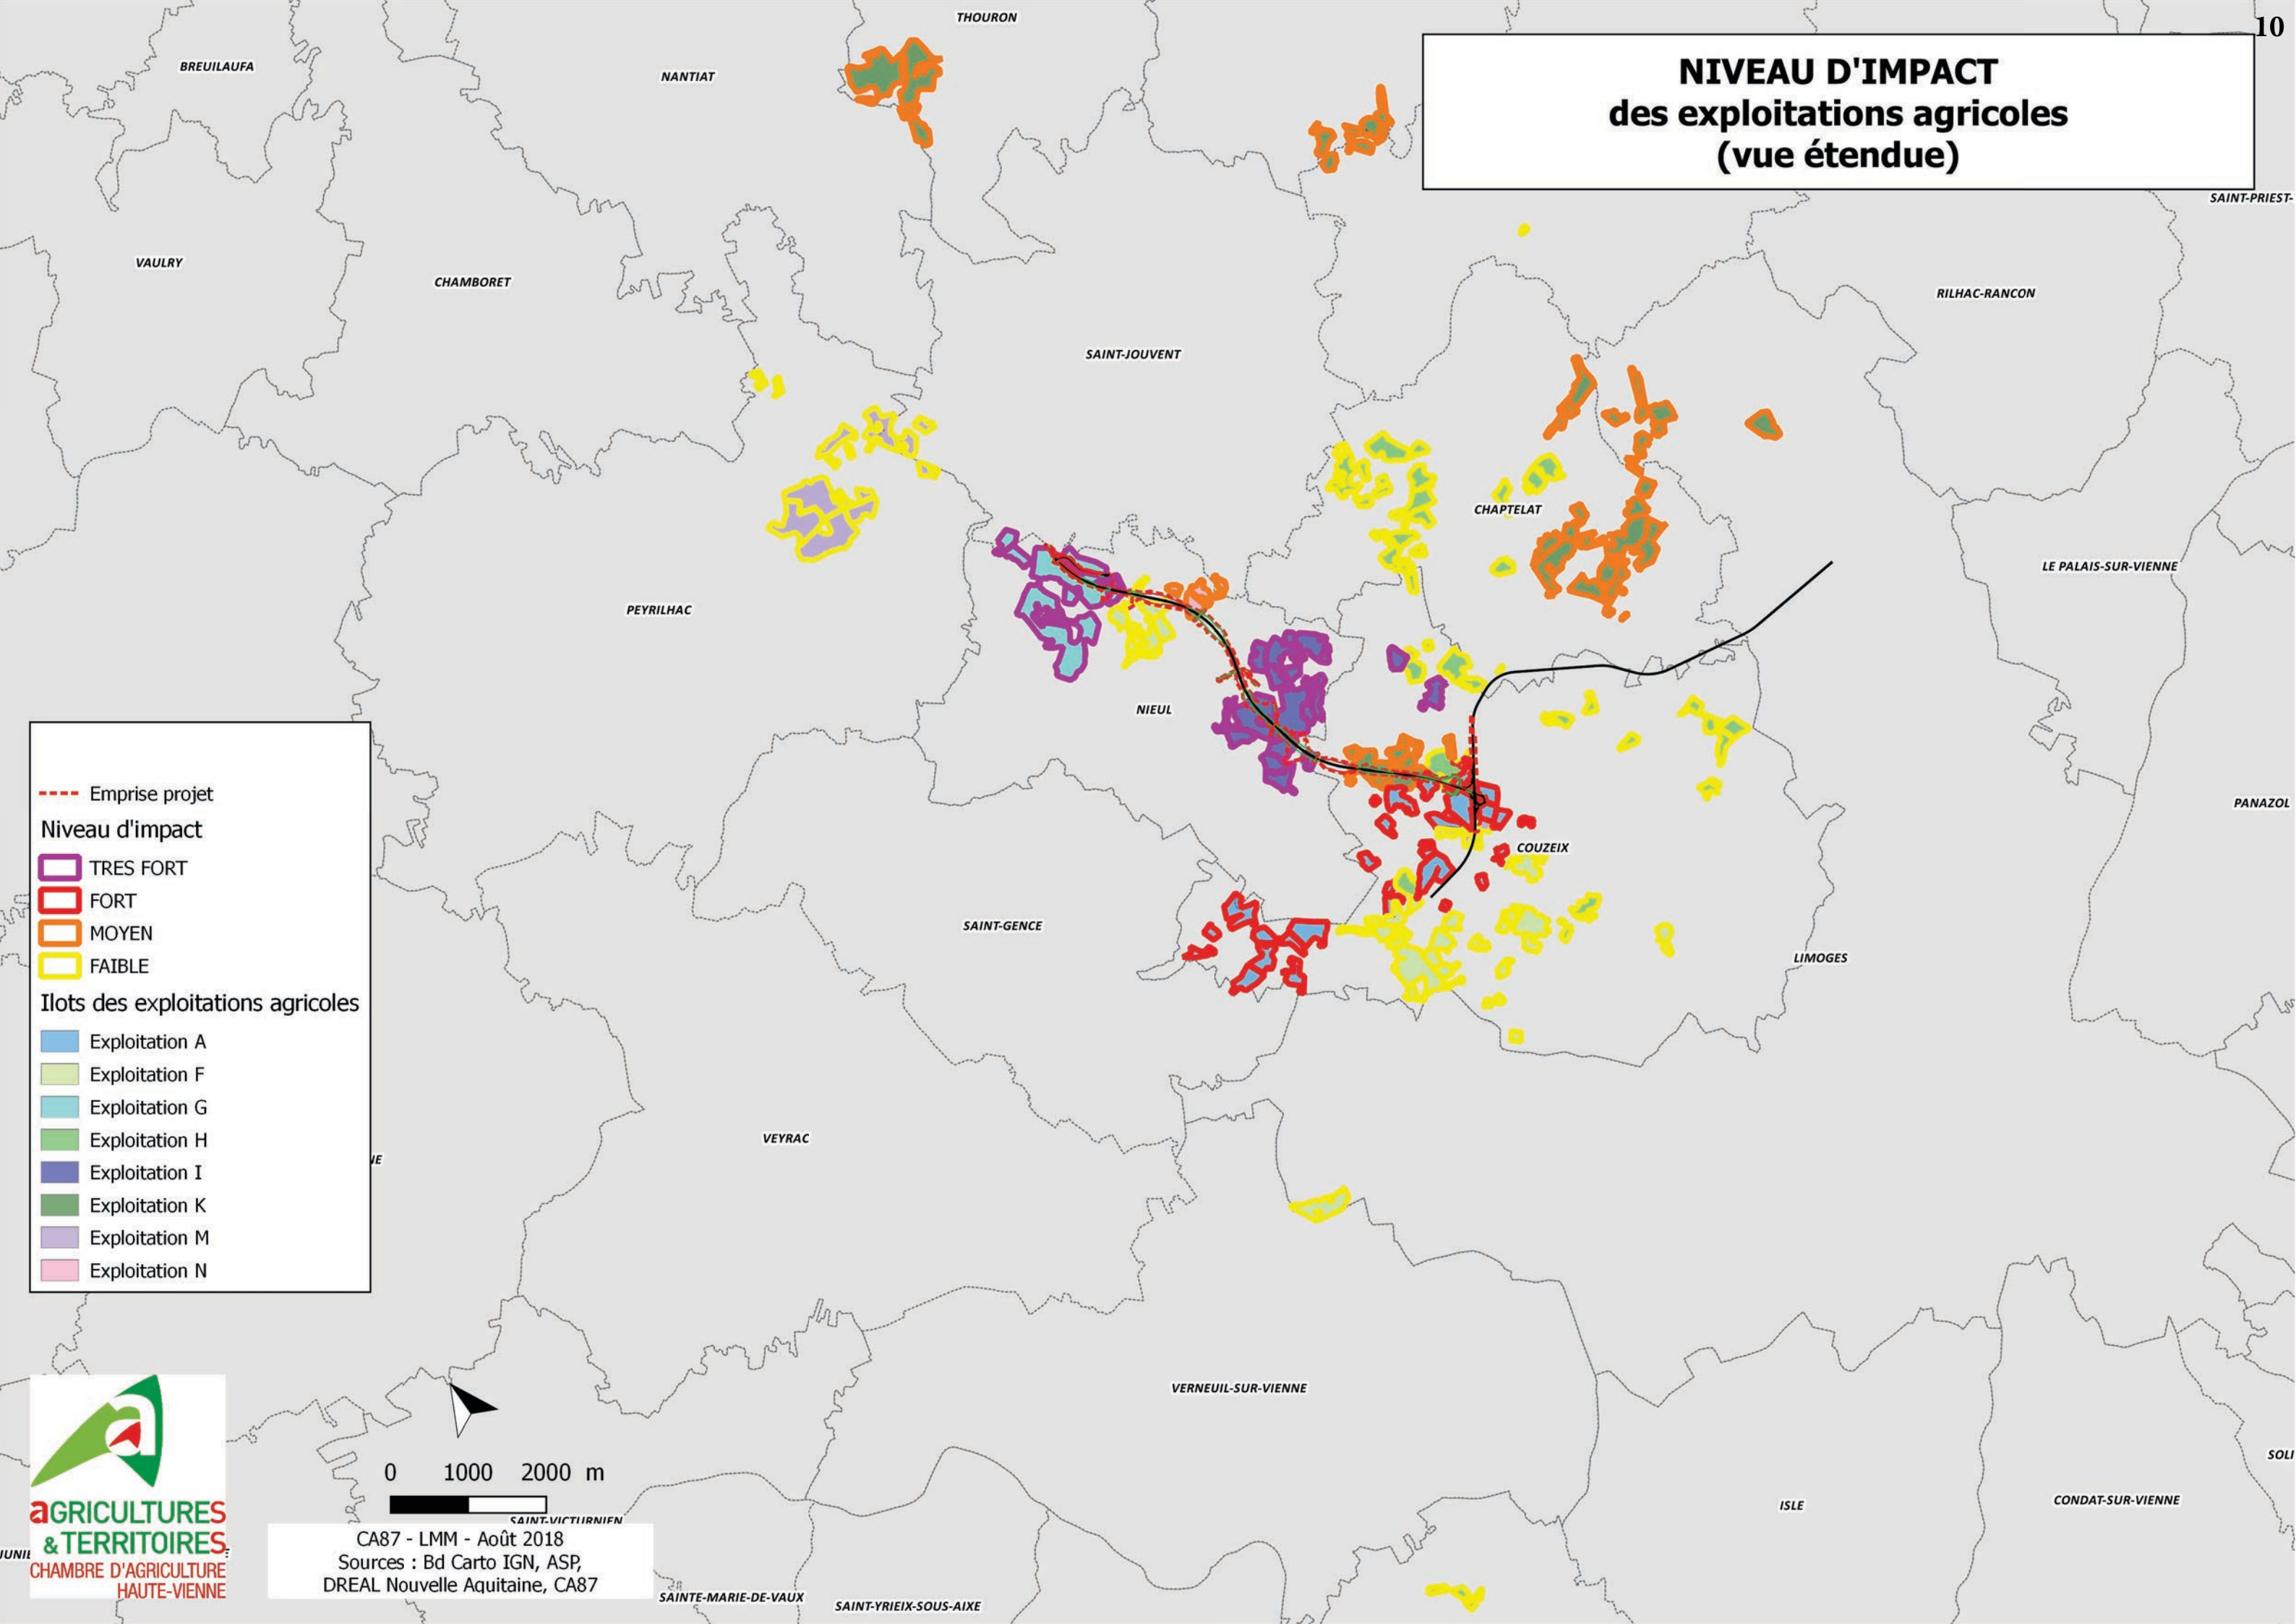 10
NIVEAU D'IMPACT
des exploitations agricoles
(vue étendue)
THOURON
BREUILAUFA
NANTIAT
SAINT-PRIEST-
VAULRY
CHAMBORET
RILHAC-RANCON
SAINT-JOUVENT
CHAPTELAT
LE PALAIS-SUR-VIENNE
PEYRILHAC
NIEUL
PANAZOL
COUZEIX
SAINT-GENCE
LIMOGES
VEYRAC
VERNEUIL-SUR-VIENNE
SOLI
ISLE
CONDAT-SUR-VIENNE
SAINT-VICTURNIEN
SAINTE-MARIE-DE-VAUX
SAINT-YRIEIX-SOUS-AIXE
Emprise projet
Niveau d'impact
TRES FORT
FORT
MOYEN
FAIBLE
Ilots des exploitations agricoles
Exploitation A
Exploitation F
Exploitation G
Exploitation H
Exploitation I
Exploitation K
Exploitation M
Exploitation N
0 1000 2000 m
CA87 - LMM - Août 2018
Sources : Bd Carto IGN, ASP,
DREAL Nouvelle Aquitaine, CA87
aGRICULTURES
&TERRITOIRES
CHAMBRE D'AGRICULTURE
HAUTE-VIENNE